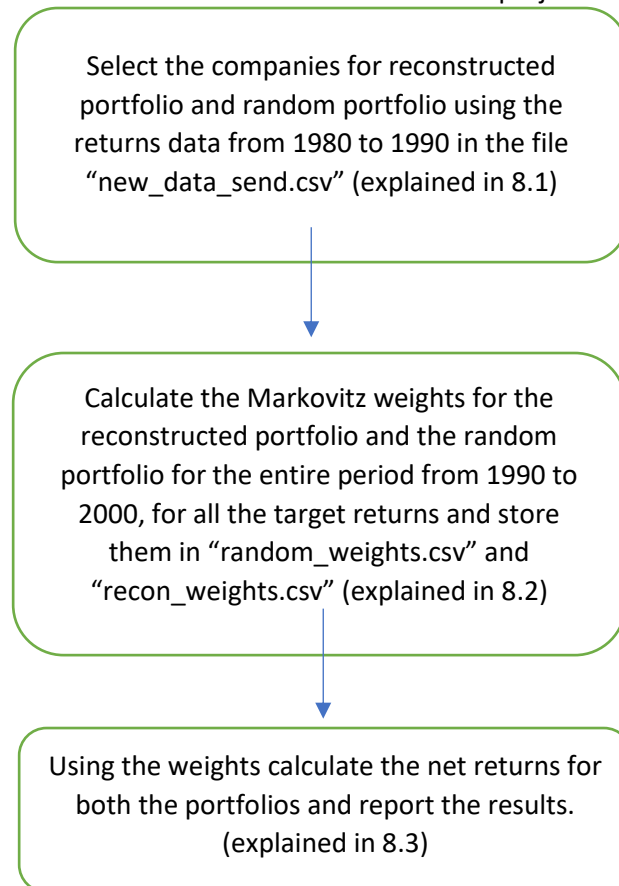 Select the companies for reconstructed
portfolio and random portfolio using the
returns data from 1980 to 1990 in the file
“new_data_send.csv” (explained in 8.1)
Calculate the Markovitz weights for the
reconstructed portfolio and the random
portfolio for the entire period from 1990 to
2000, for all the target returns and store
them in “random_weights.csv” and
“recon_weights.csv” (explained in 8.2)
Using the weights calculate the net returns for
both the portfolios and report the results.
(explained in 8.3)